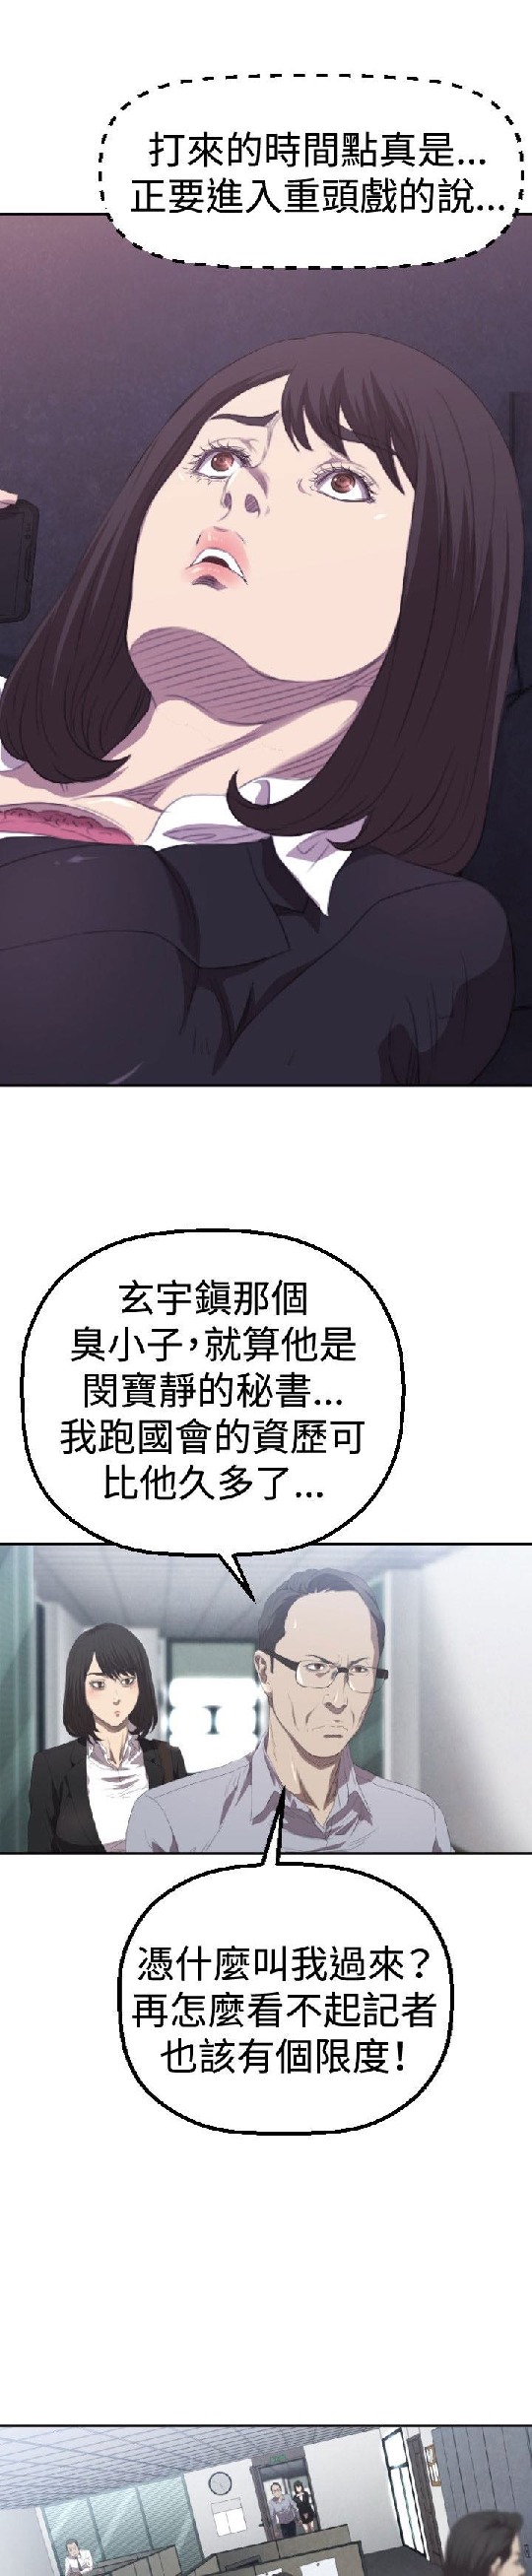 打來的時間點真是…
正要進入重頭戲的說…
玄宇鎭那個
臭小子，就算他是
閔寶靜的秘書…
我跑國會的資歷可
比他久多了…
憑什麼叫我過來？
再怎麼看不起記者
也該有個限度！